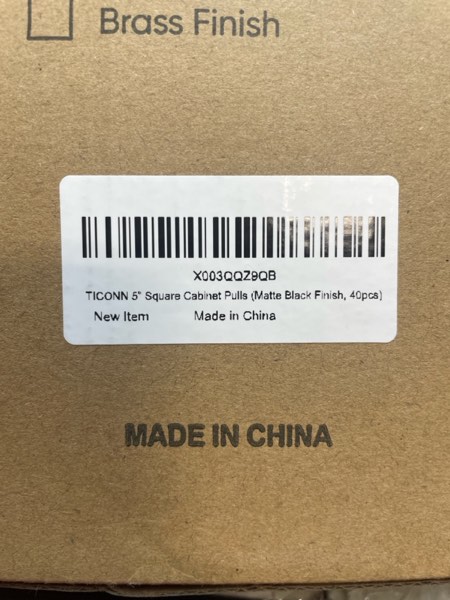 Brass Finish
X003QQZ9QB
TICONN 5" Square Cabinet Pulls (Matte Black Finish, 40pcs)
New Item Made in China
MADE IN CHINA